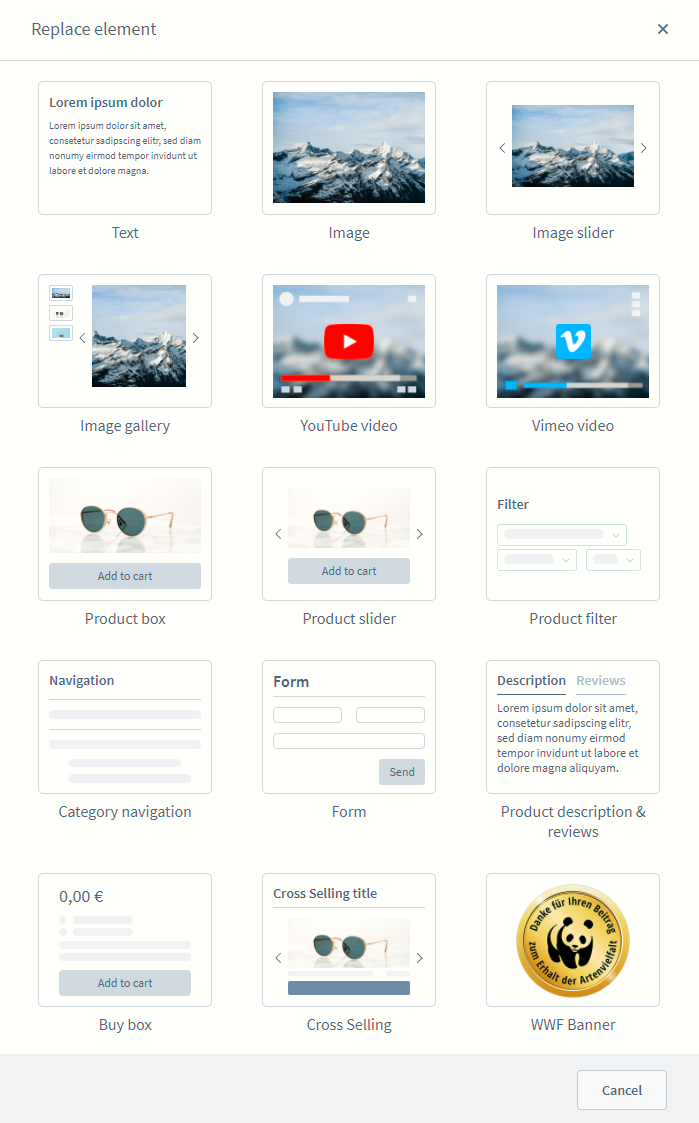 Replace element
Lorem ipsum dolor
Lorem ipsum dolor sit amet,
consetetur sadipscing elitr, sed diam
nonumy eirmod tempor invidunt ut
labore et dolore magna.
Text
Image
Image slider
Image gallery
YouTube video
Vimeo video
Add to cart
Product box
Add to cart
Product slider
Filter
Product filter
Navigation
Category navigation
Form
Send
Form
Description Reviews
Lorem ipsum dolor sit amet,
consetetur sadipscing elitr,
sed diam nonumy eirmod
tempor invidunt ut labore et
dolore magna aliquyam.
Product description &
reviews
0,00 €
Add to cart
Buy box
Cross Selling title
Cross Selling
Danke für Ihren Beitrag
zum Erhalt der Artenvielfalt
WWF Banner
Cancel